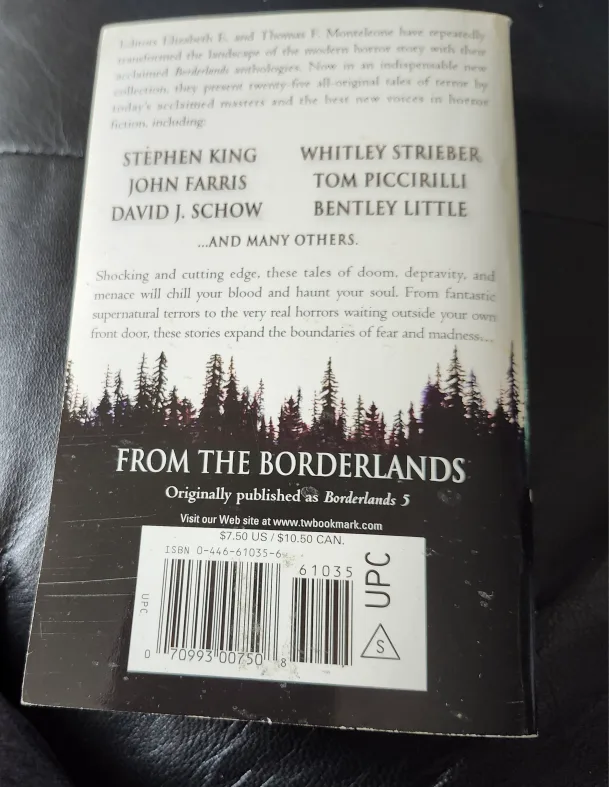 Editors Elizabeth E. and Thomas F. Monteleone have repeatedly
transformed the landscape of the modern horror story with their
acclaimed Borderlands anthologies. Now in an indispensable new
collection, they present twenty-five all-original tales of terror by
today's acclaimed masters and the best new voices in horror
fiction, including:
STEPHEN KING
WHITLEY STRIEBER
JOHN FARRIS
TOM PICCIRILLI
DAVID J. SCHOW
BENTLEY LITTLE
...AND MANY OTHERS.
Shocking and cutting edge, these tales of doom, depravity, and
menace will chill your blood and haunt your soul. From fantastic
supernatural terrors to the very real horrors waiting outside your own
front door, these stories expand the boundaries of fear and madness...
FROM THE BORDERLANDS
Originally published as Borderlands 5
Visit our Web site at www.twbookmark.com
$7.50 US / $10.50 CAN.
ISBN 0-446-61035-6
61035
UPC
UPC
S
0 70993 00750 8